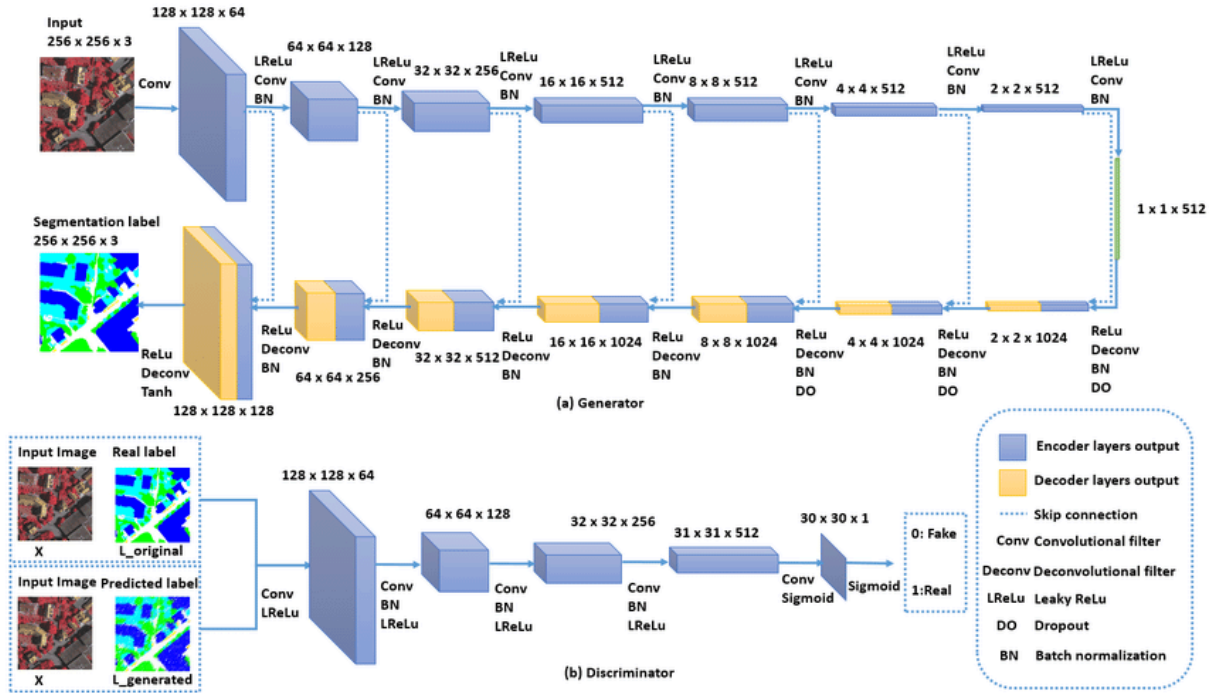 Input
256 x 256 x 3
Conv
128 x 128 x 64
LReLu
Conv
BN
64 x 64 x 128
LReLu
Conv
BN
32 x 32 x 256
LReLu
Conv
BN
16 x 16 x 512
LReLu
Conv
BN
8 x 8 x 512
LReLu
Conv
BN
4 x 4 x 512
LReLu
Conv
BN
2 x 2 x 512
LReLu
Conv
BN
1 x 1 x 512
Segmentation label
256 x 256 x 3
ReLu
Deconv
Tanh
128 x 128 x 128
ReLu
Deconv
BN
64 x 64 x 256
ReLu
Deconv
BN
32 x 32 x 512
ReLu
Deconv
BN
16 x 16 x 1024
ReLu
Deconv
BN
8 x 8 x 1024
ReLu
Deconv
BN
DO
4 x 4 x 1024
ReLu
Deconv
BN
DO
2 x 2 x 1024
ReLu
Deconv
BN
DO
(a) Generator
Input Image
Real label
X
L_original
Input Image
Predicted label
X
L_generated
Conv
LReLu
128 x 128 x 64
Conv
BN
LReLu
64 x 64 x 128
Conv
BN
LReLu
32 x 32 x 256
Conv
BN
LReLu
31 x 31 x 512
Conv
Sigmoid
30 x 30 x 1
Sigmoid
0: Fake
1:Real
(b) Discriminator
Encoder layers output
Decoder layers output
Skip connection
Conv Convolutional filter
Deconv Deconvolutional filter
LReLu Leaky ReLu
DO Dropout
BN Batch normalization